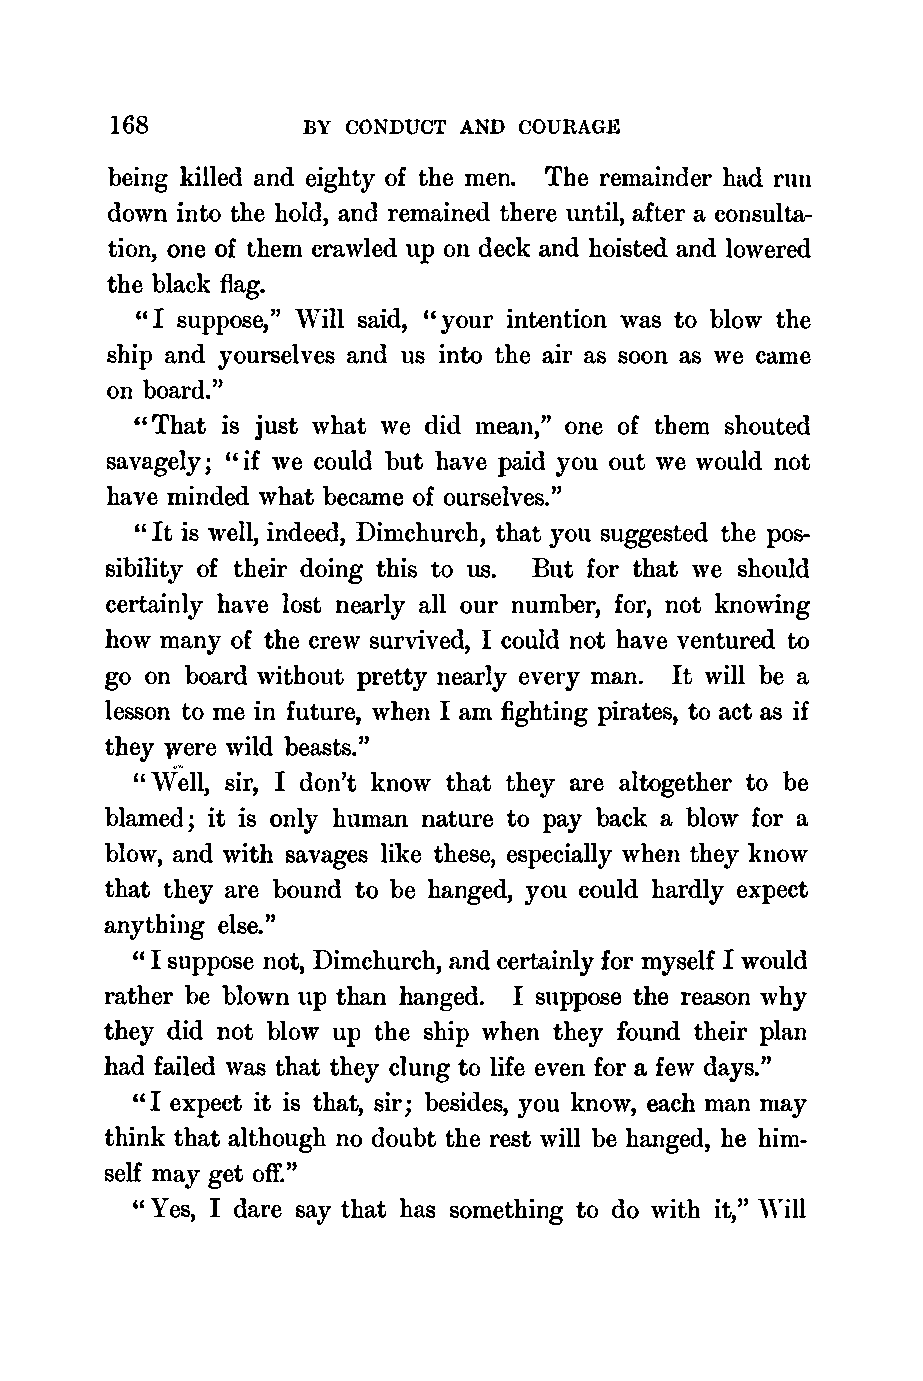 168 BY CONDUCT AND COURAGE
being killed and eighty of the men. The remainder had run
down into the hold, and remained there until, after a consulta-
tion, one of them crawled up on deck and hoisted and lowered
the black flag.
“I suppose,” Will said, “your intention was to blow the
ship and yourselves and us into the air as soon as we came
on board.”
“That is just what we did mean,” one of them shouted
savagely; “if we could but have paid you out we would not
have minded what became of ourselves.”
“It is well, indeed, Dimchurch, that you suggested the pos-
sibility of their doing this to us. But for that we should
certainly have lost nearly all our number, for, not knowing
how many of the crew survived, I could not have ventured to
go on board without pretty nearly every man. It will be a
lesson to me in future, when I am fighting pirates, to act as if
they were wild beasts.”
“Well, sir, I don’t know that they are altogether to be
blamed; it is only human nature to pay back a blow for a
blow, and with savages like these, especially when they know
that they are bound to be hanged, you could hardly expect
anything else.”
“I suppose not, Dimchurch, and certainly for myself I would
rather be blown up than hanged. I suppose the reason why
they did not blow up the ship when they found their plan
had failed was that they clung to life even for a few days.”
“I expect it is that, sir; besides, you know, each man may
think that although no doubt the rest will be hanged, he him-
self may get off.”
“Yes, I dare say that has something to do with it,” Will